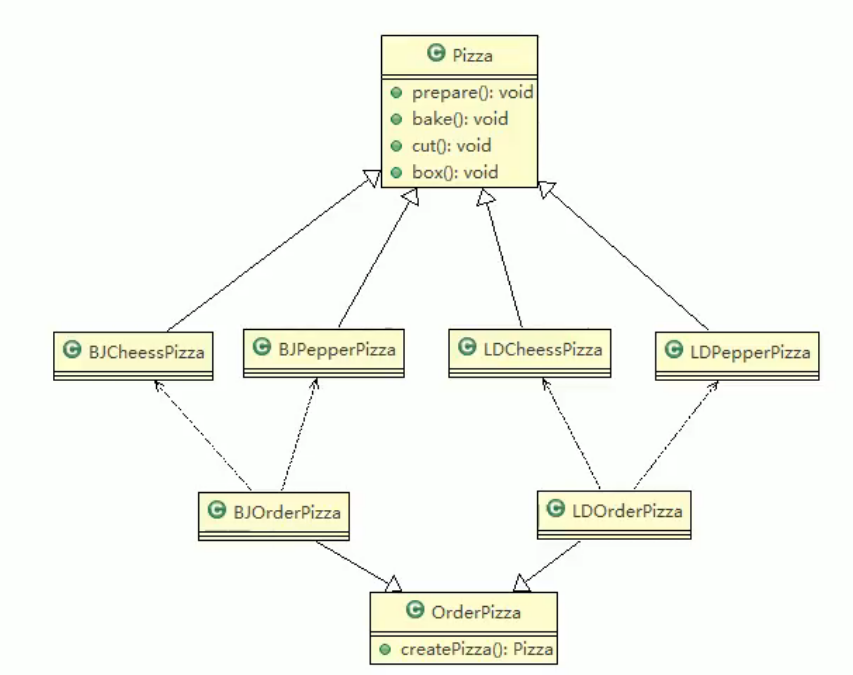 Pizza
prepare(): void
bake(): void
cut(): void
box(): void
BJCheessPizza
BJPepperPizza
LDCheessPizza
LDPepperPizza
BJOrderPizza
LDOrderPizza
OrderPizza
createPizza(): Pizza